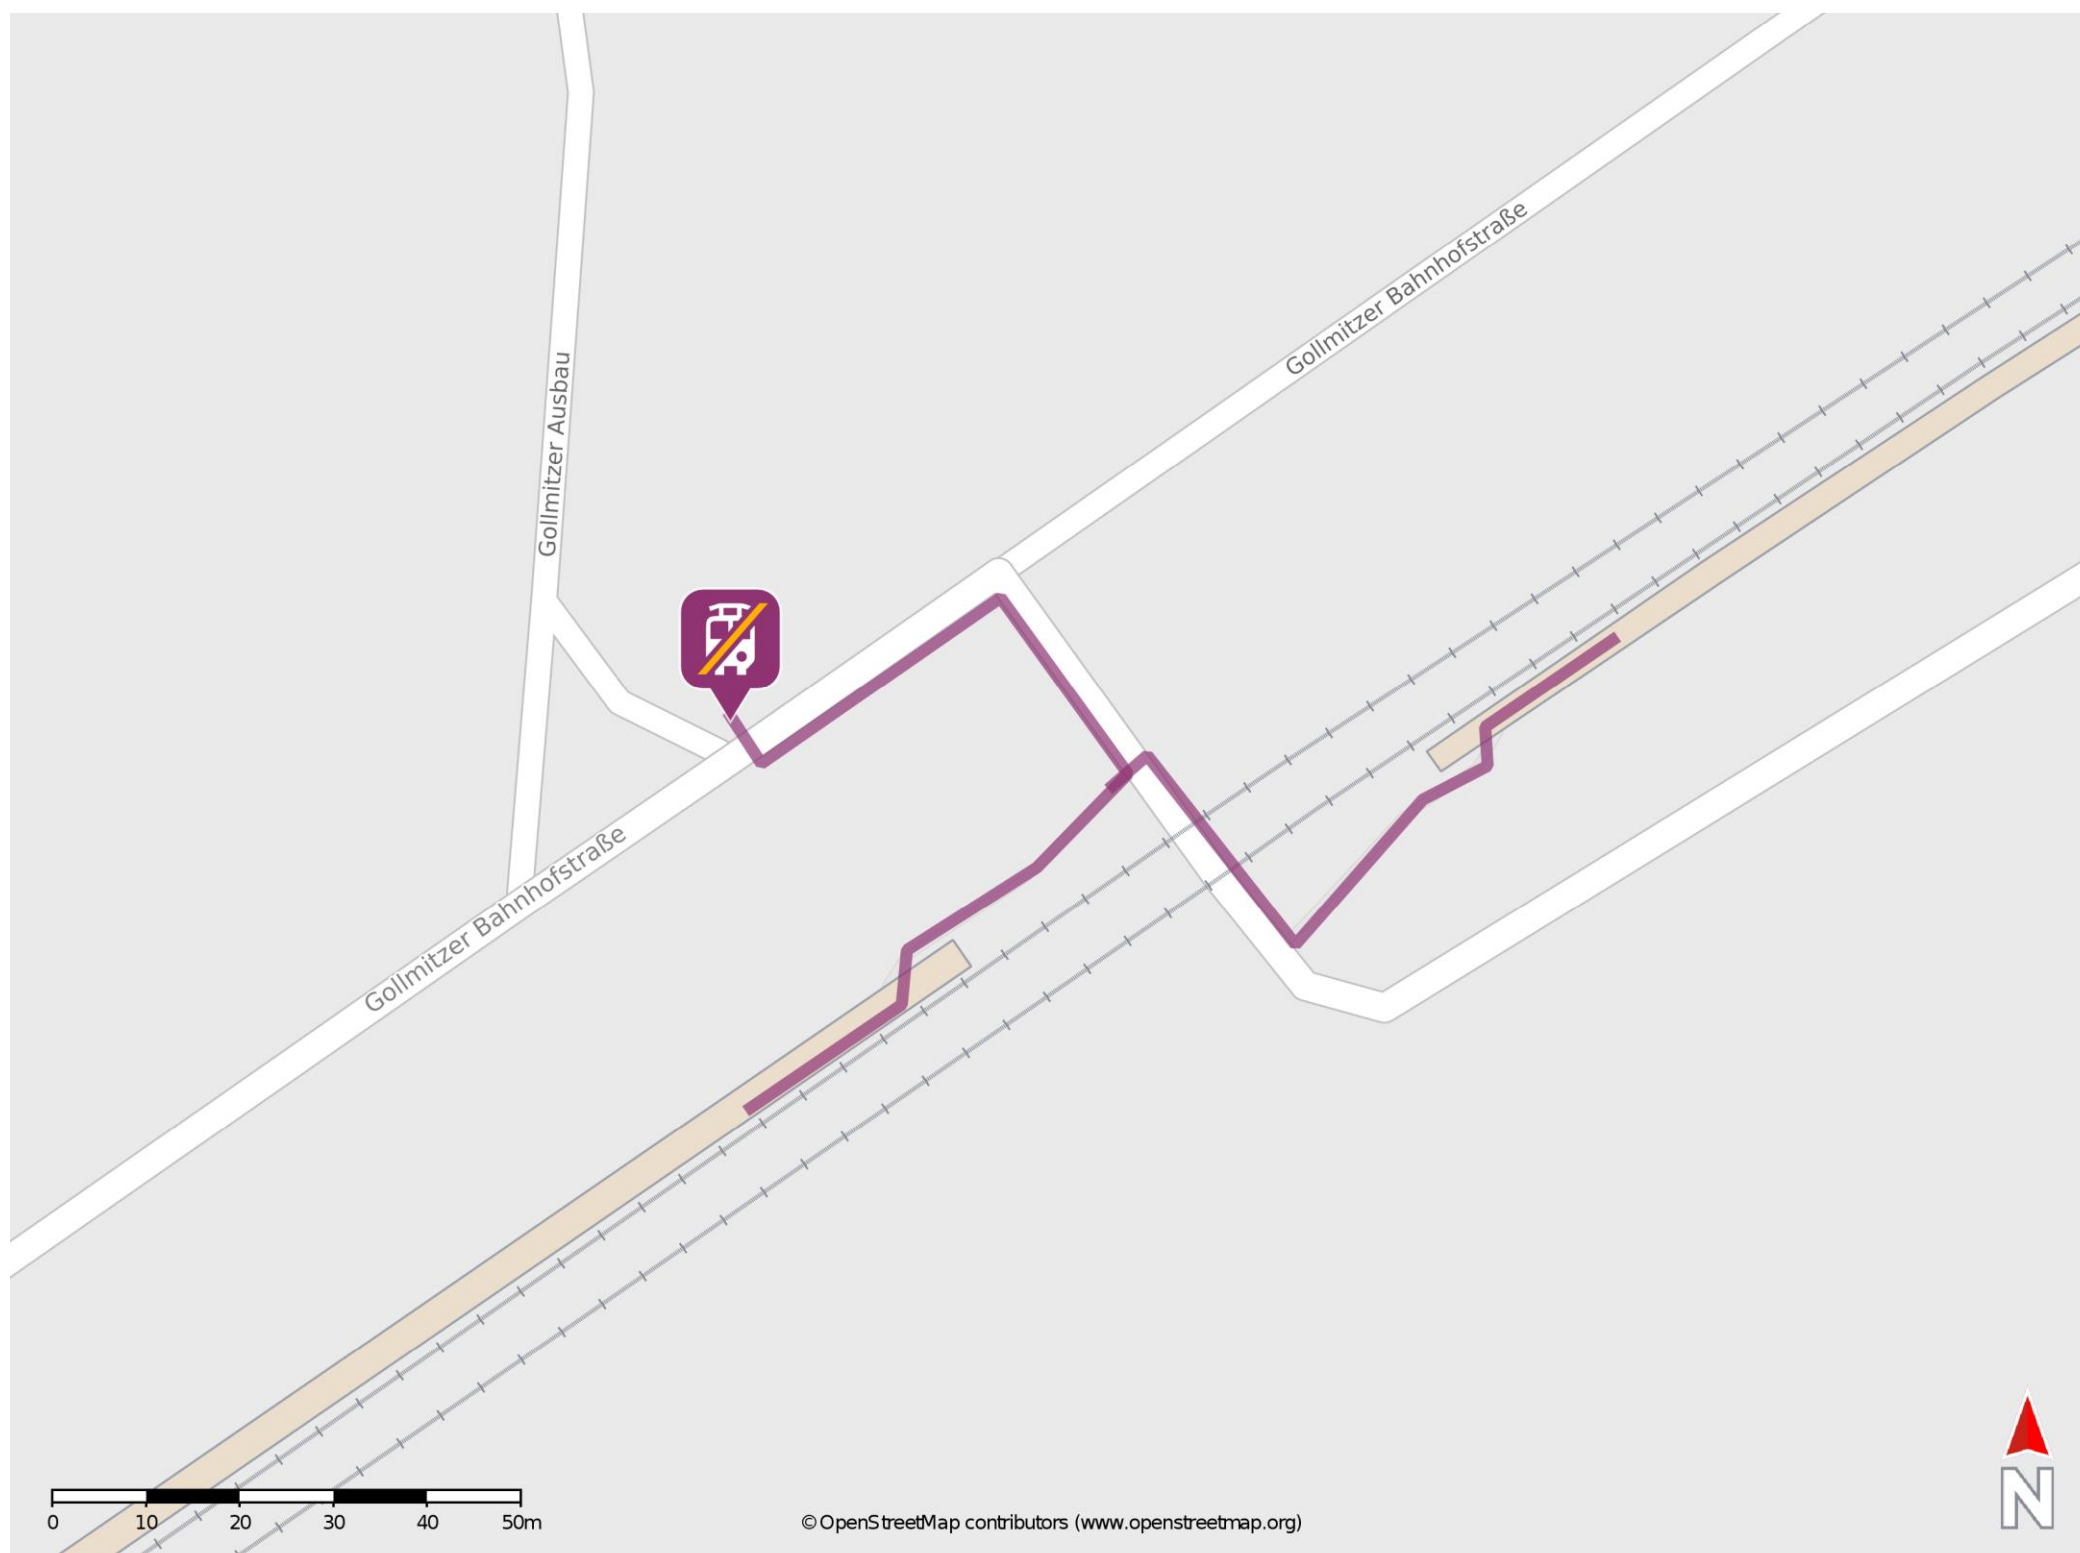 Gollmitzer Bahnhofstraße
Gollmitzer Ausbau
Gollmitzer Bahnhofstraße
N
0 10 20 30 40 50m
© OpenStreetMap contributors (www.openstreetmap.org)